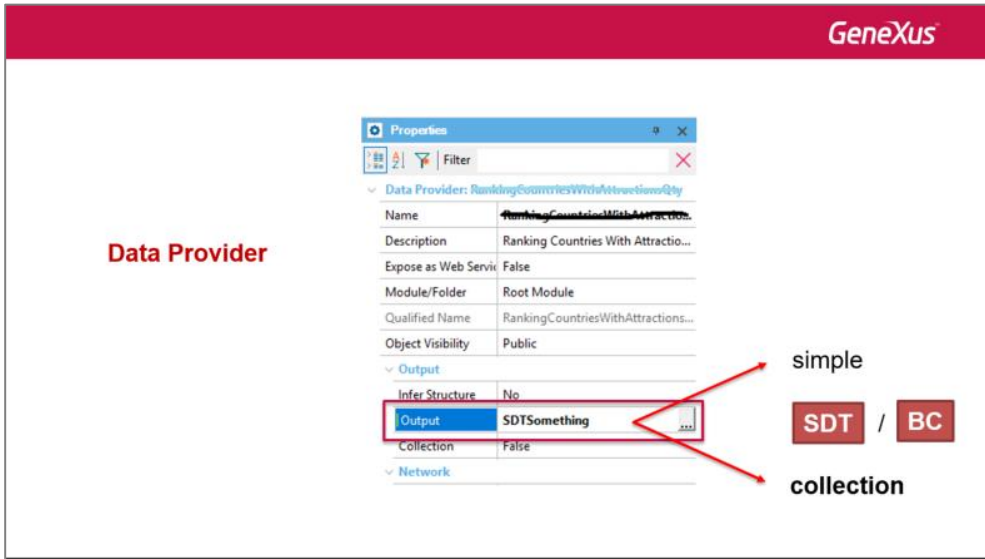 GeneXus
Properties
Filter
Data Provider: RankingCountriesWithAttractionsQty
Name RankingCountriesWithAttractio...
Description Ranking Countries With Attractio...
Expose as Web Servic False
Module/Folder Root Module
Qualified Name RankingCountriesWithAttractions...
Object Visibility Public
Output
Infer Structure No
Output SDTSomething ...
Collection False
Network
Data Provider
simple
SDT / BC
collection